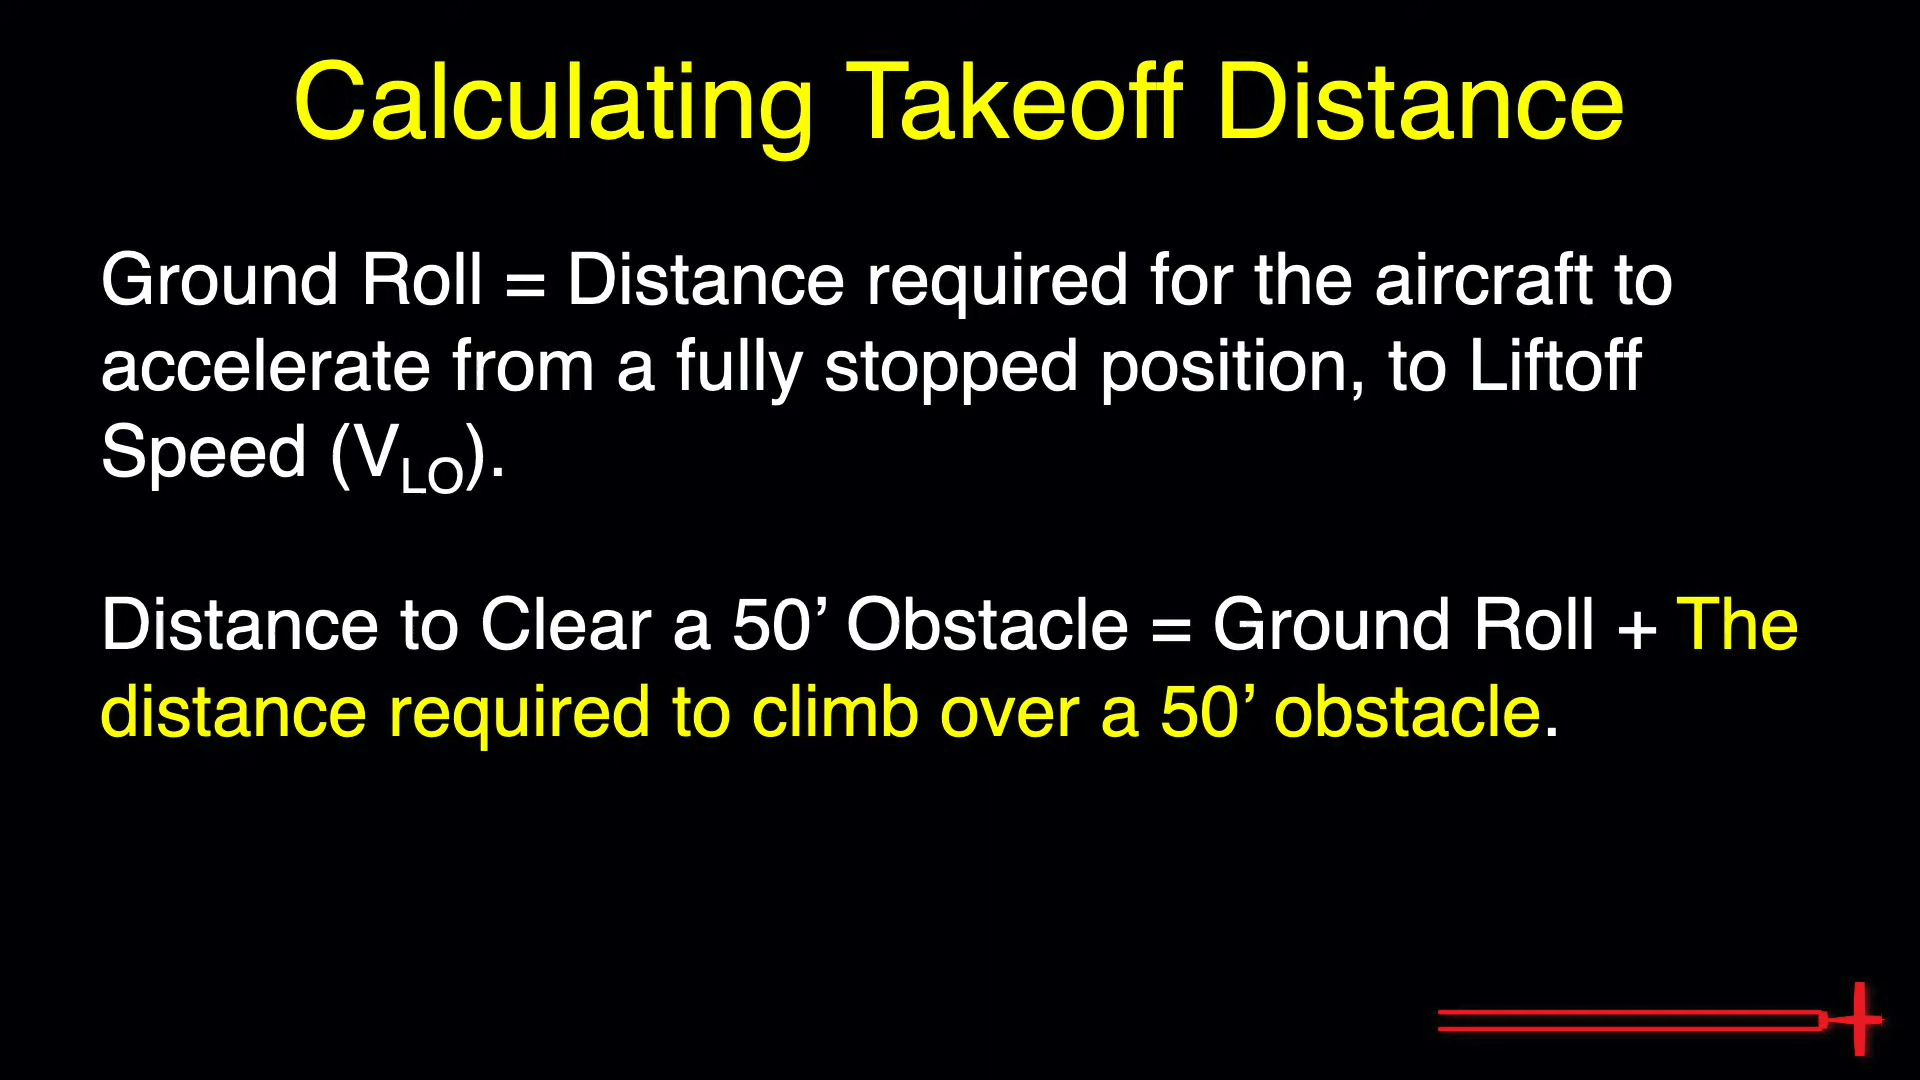 Calculating Takeoff Distance
Ground Roll = Distance required for the aircraft to
accelerate from a fully stopped position, to Liftoff
Speed (V_LO).
Distance to Clear a 50’ Obstacle = Ground Roll + The
distance required to climb over a 50’ obstacle.